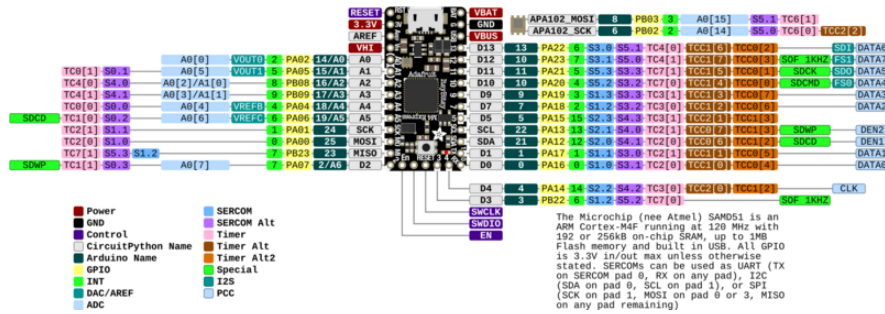 RESET VBAT APA102_MOSI 8 PB03 3 A0[15] S5.1 TC6[1]
3.3V GND APA102_SCK 6 PB02 2 A0[14] S5.0 TC6[0] TCC2[2]
AREF VBUS
VHI D13 13 PA22 6 S3.0 S5.1 TC4[0] TCC1[6] TCC0[2] SDI
A0[0] VOUT0 2 PA02 14/A0 A0 D12 10 PA23 7 S3.1 S5.0 TC4[1] TCC1[7] TCC0[3] SOF 1KHZ FS1
TC0[1] S0.1 A0[5] VOUT1 5 PA05 15/A1 A1 D11 11 PA21 5 S5.3 S3.3 TC7[1] TCC1[5] TCC0[1] SDCK SDO
TC4[1] S4.0 A0[2]/A1[0] 8 PB08 16/A2 A2 D10 10 PA20 4 S5.2 S3.2 TC7[0] TCC1[4] TCC0[0] SDCMD FS0
TC4[1] S4.1 A0[3]/A1[1] 9 PB09 17/A3 A3 D9 9 PA19 3 S1.3 S3.3 TC3[1] TCC1[3] TCC0[7]
TC0[0] S0.0 A0[4] VREFB 4 PA04 18/A4 A4 D7 7 PA18 2 S1.2 S3.2 TC3[0] TCC1[2] TCC0[6]
SDCD TC1[0] S0.2 A0[6] VREFC 6 PA06 19/A5 A5 D5 5 PA15 15 S2.3 S4.3 TC3[1] TCC2[1] TCC1[3]
TC2[1] S1.1 1 PA01 24 SCK SCL 22 PA13 13 S2.1 S4.0 TC2[1] TCC0[7] TCC1[3] SDWP DEN2
TC2[0] S1.0 0 PA00 25 MOSI SDA 21 PA12 12 S2.0 S4.1 TC2[0] TCC0[6] TCC1[2] SDCD DEN1
TC7[1] S5.3 S1.2 7 PB23 23 MISO D1 1 PA17 1 S1.1 S3.0 TC2[1] TCC1[1] TCC0[5]
SDWP TC1[1] S0.3 A0[7] 7 PA07 2/A6 D2 D0 0 PA16 0 S1.0 S3.1 TC2[0] TCC1[0] TCC0[4]
D4 4 PA14 14 S2.2 S4.2 TC3[0] TCC2[0] TCC1[2] CLK
D3 3 PB22 6 S1.2 S5.2 TC7[0] SOF 1KHZ
SWCLK
SWDIO
EN
Power
GND
Control
CircuitPython Name
Arduino Name
GPIO
INT
DAC/AREF
ADC
SERCOM
SERCOM Alt
Timer
Timer Alt
Timer Alt2
Special
I2S
PCC
The Microchip (nee Atmel) SAMD51 is an
ARM Cortex-M4F running at 120 MHz with
192 or 256kB on-chip SRAM, up to 1MB
Flash memory and built in USB. All GPIO
is 3.3V in/out max unless otherwise
stated. SERCOMs can be used as UART (TX
on SERCOM pad 0, RX on any pad), I2C
(SDA on pad 0, SCL on pad 1), or SPI
(SCK on pad 1, MOSI on pad 0 or 3, MISO
on any pad remaining)